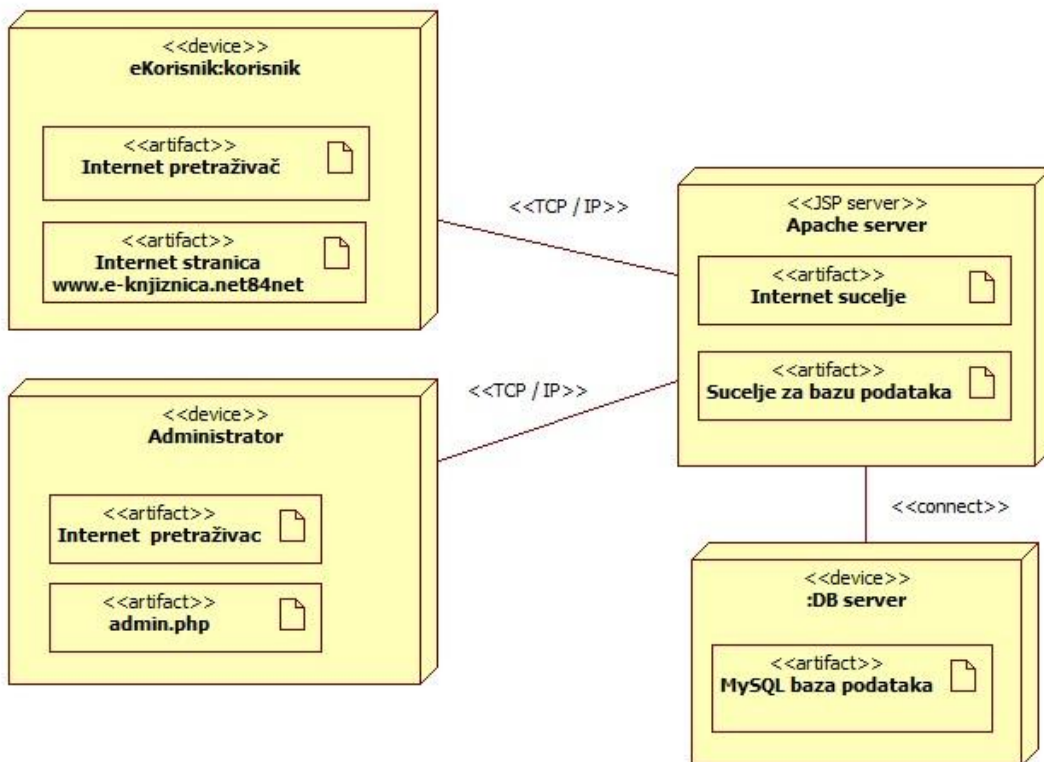 <<device>>
eKorisnik:korisnik
<<artifact>>
Internet pretraživač
<<artifact>>
Internet stranica
www.e-knjiznica.net84net
<<TCP / IP>>
<<JSP server>>
Apache server
<<artifact>>
Internet sucelje
<<artifact>>
Sucelje za bazu podataka
<<device>>
Administrator
<<artifact>>
Internet pretraživac
<<artifact>>
admin.php
<<TCP / IP>>
<<connect>>
<<device>>
:DB server
<<artifact>>
MySQL baza podataka